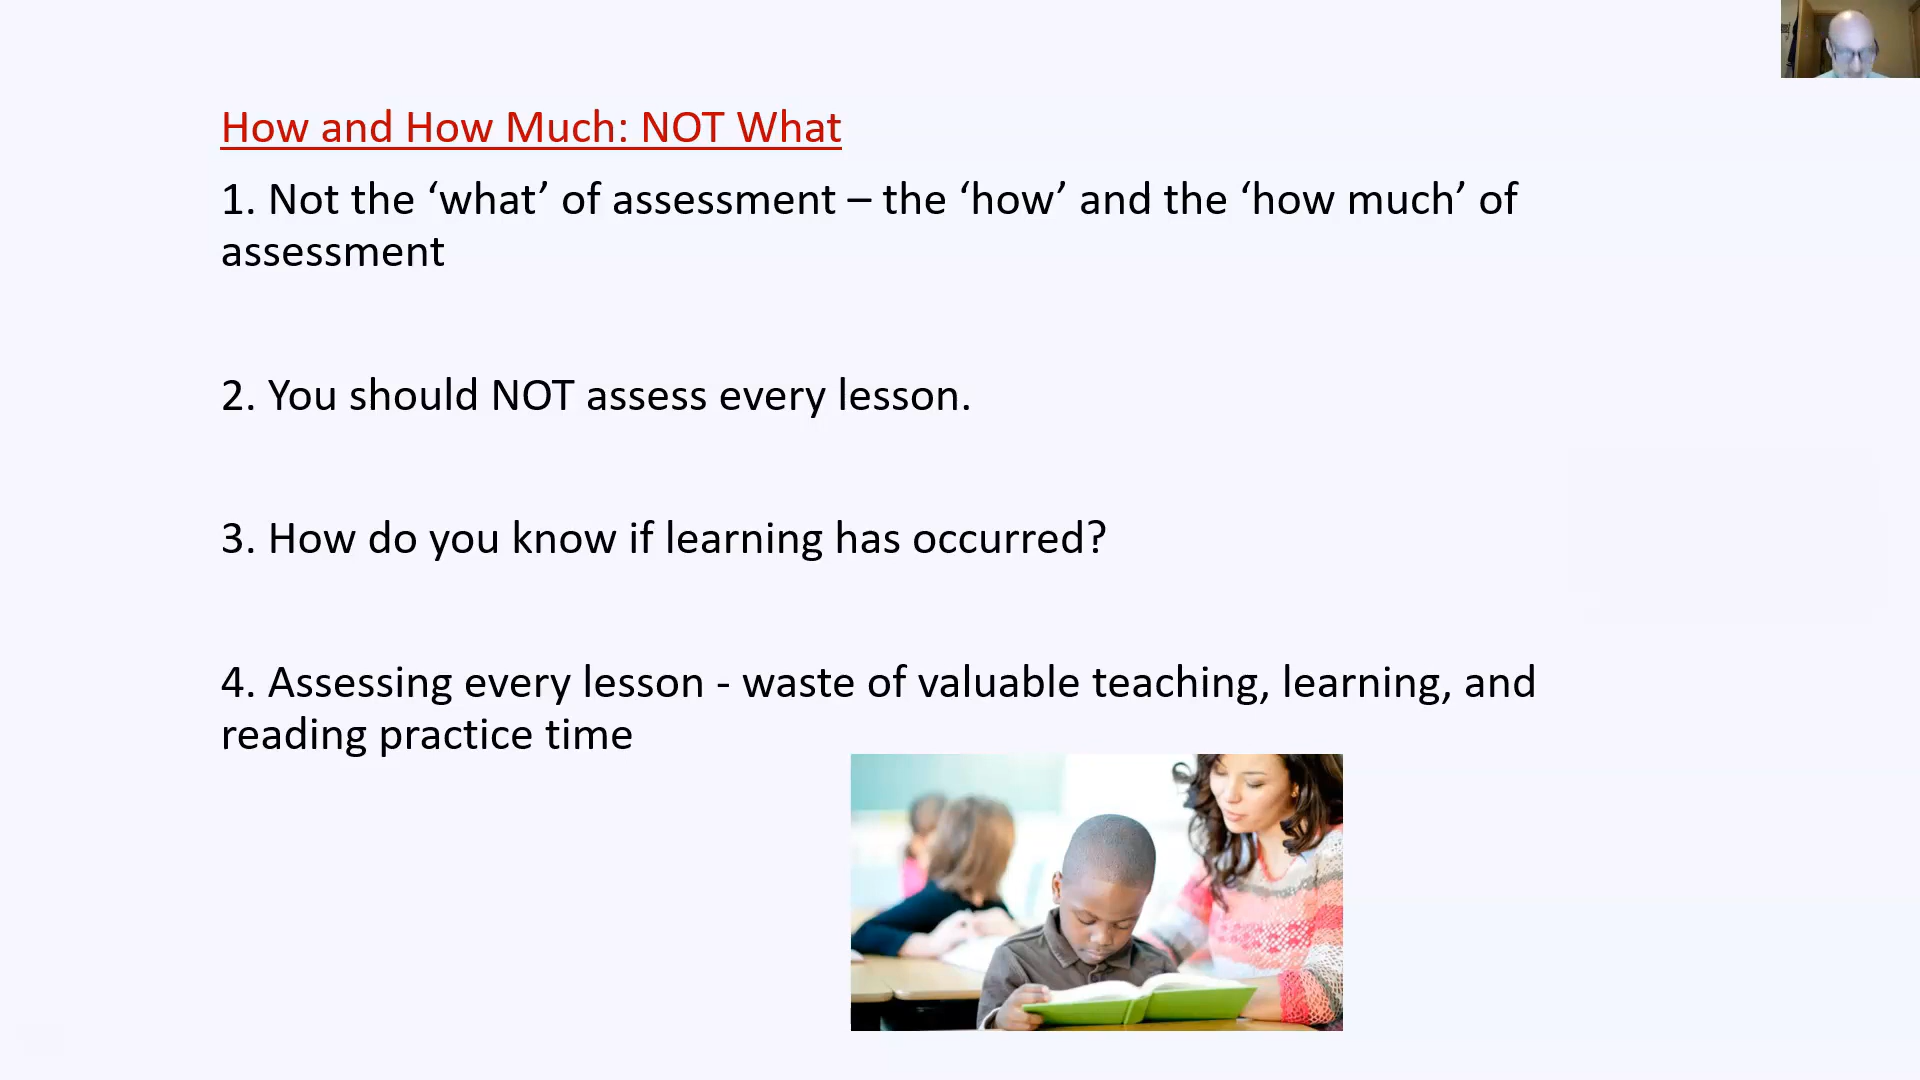 How and How Much: NOT What
1. Not the ‘what’ of assessment – the ‘how’ and the ‘how much’ of
assessment
2. You should NOT assess every lesson.
3. How do you know if learning has occurred?
4. Assessing every lesson - waste of valuable teaching, learning, and
reading practice time